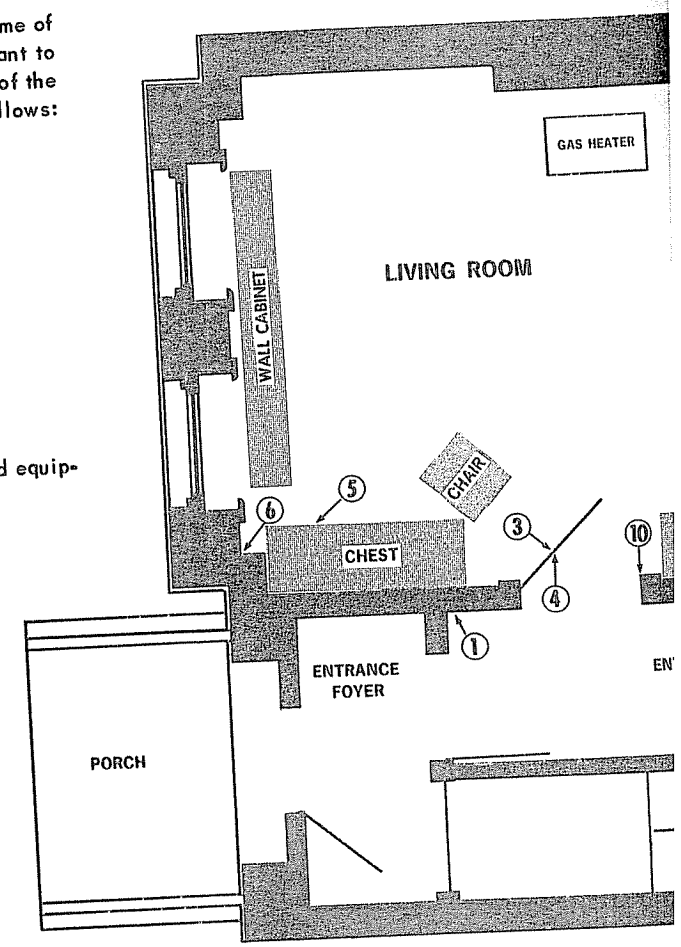 me of
ant to
of the
llows:
GAS HEATER
LIVING ROOM
WALL CABINET
d equip-
CHAIR
5
6
3
10
CHEST
4
1
ENTRANCE
FOYER
EN
PORCH